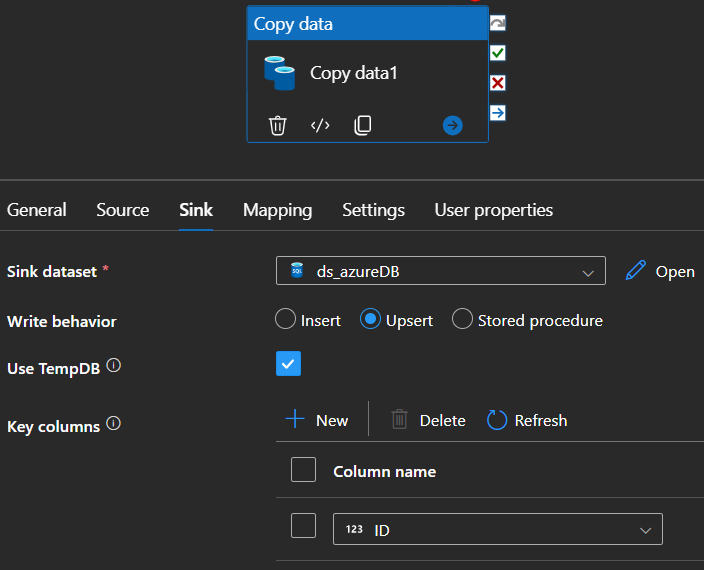 Copy data
Copy data1
General Source Sink Mapping Settings User properties
Sink dataset * SQL ds_azureDB Open
Write behavior Insert Upsert Stored procedure
Use TempDB
Key columns New Delete Refresh
Column name
123 ID